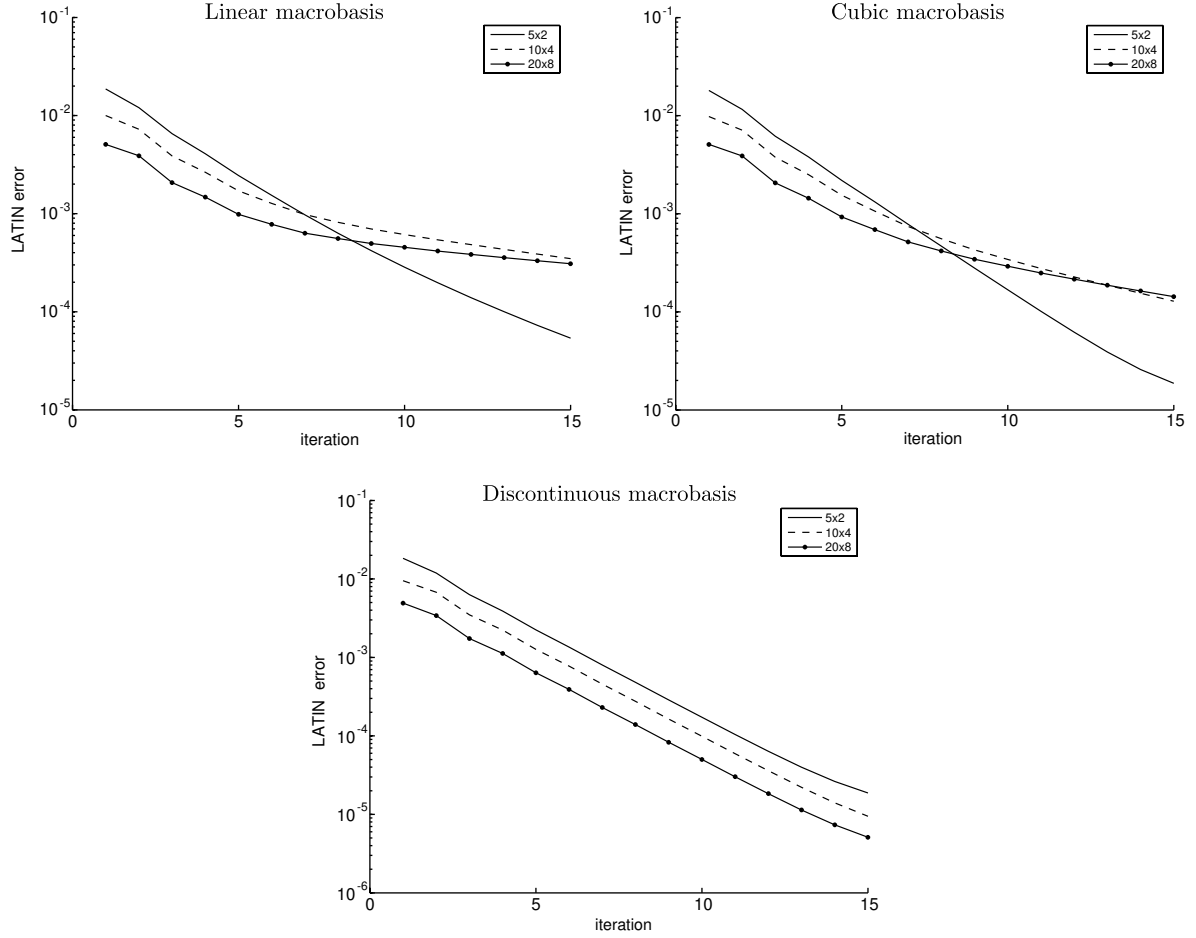 Linear macrobasis
5x2
10x4
20x8
10-1
10-2
10-3
10-4
10-5
LATIN error
0 5 10 15
iteration
Cubic macrobasis
5x2
10x4
20x8
10-1
10-2
10-3
10-4
10-5
LATIN error
0 5 10 15
iteration
Discontinuous macrobasis
5x2
10x4
20x8
10-1
10-2
10-3
10-4
10-5
10-6
LATIN error
0 5 10 15
iteration